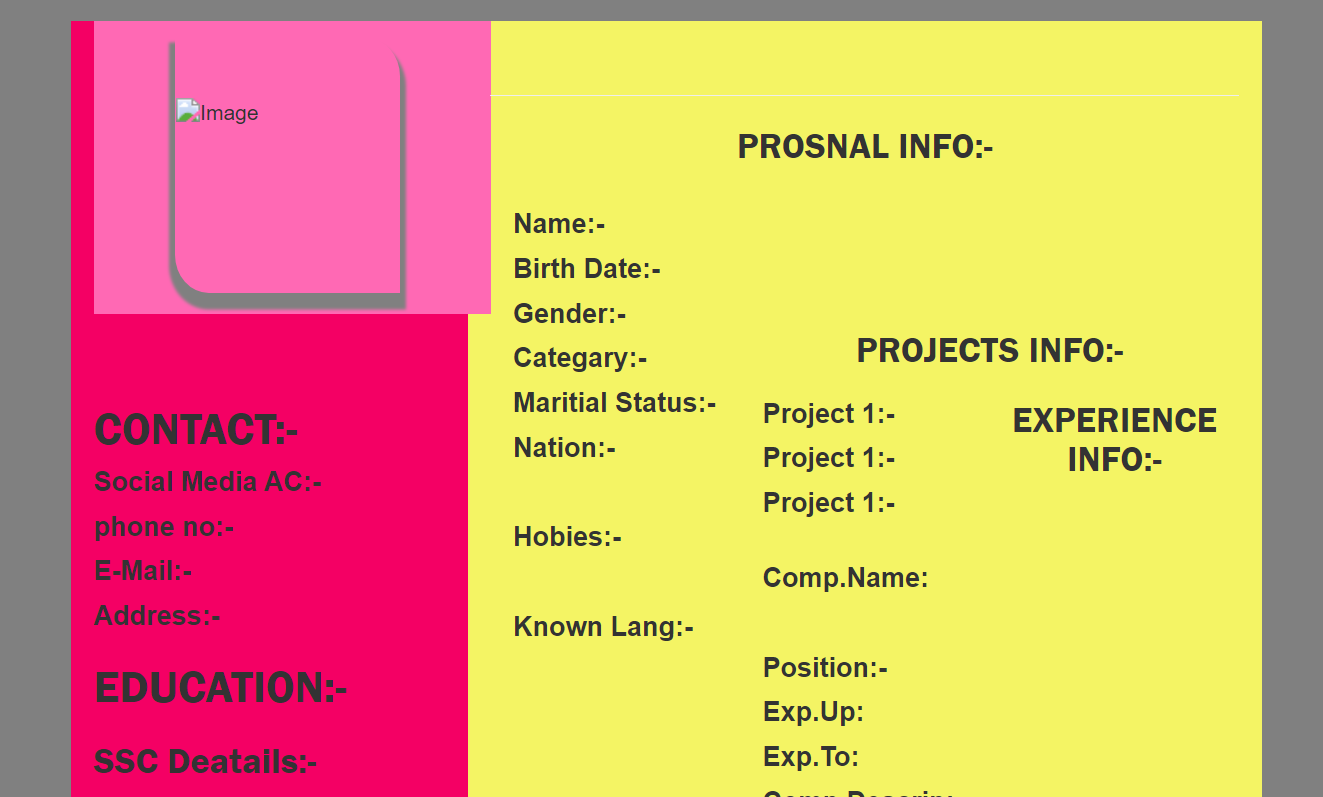 Image
CONTACT:-
Social Media AC:-
phone no:-
E-Mail:-
Address:-
EDUCATION:-
SSC Deatails:-
PROSNAL INFO:-
Name:-
Birth Date:-
Gender:-
Categary:-
Maritial Status:-
Nation:-
Hobies:-
Known Lang:-
PROJECTS INFO:-
Project 1:-
Project 1:-
Project 1:-
EXPERIENCE
INFO:-
Comp.Name:
Position:-
Exp.Up:
Exp.To: